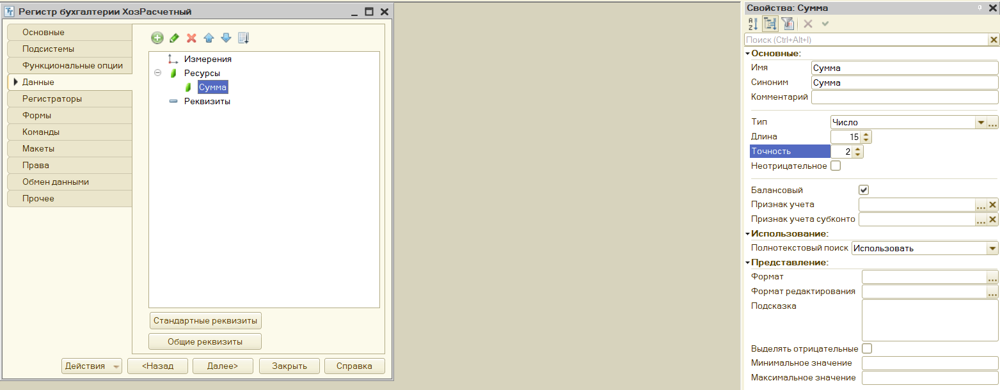 Регистр бухгалтерии ХозРасчетный
Основные
Подсистемы
Функциональные опции
Данные
Регистраторы
Формы
Команды
Макеты
Права
Обмен данными
Прочее
Измерения
Ресурсы
Сумма
Реквизиты
Стандартные реквизиты
Общие реквизиты
Действия <Назад Далее> Закрыть Справка
Свойства: Сумма
Поиск (Ctrl+Alt+I)
Основные:
Имя Сумма
Синоним Сумма
Комментарий
Тип Число ...
Длина 15
Точность 2
Неотрицательное
Балансовый
Признак учета ...
Признак учета субконто ...
Использование:
Полнотекстовый поиск Использовать
Представление:
Формат ...
Формат редактирования ...
Подсказка
Выделять отрицательные
Минимальное значение
Максимальное значение